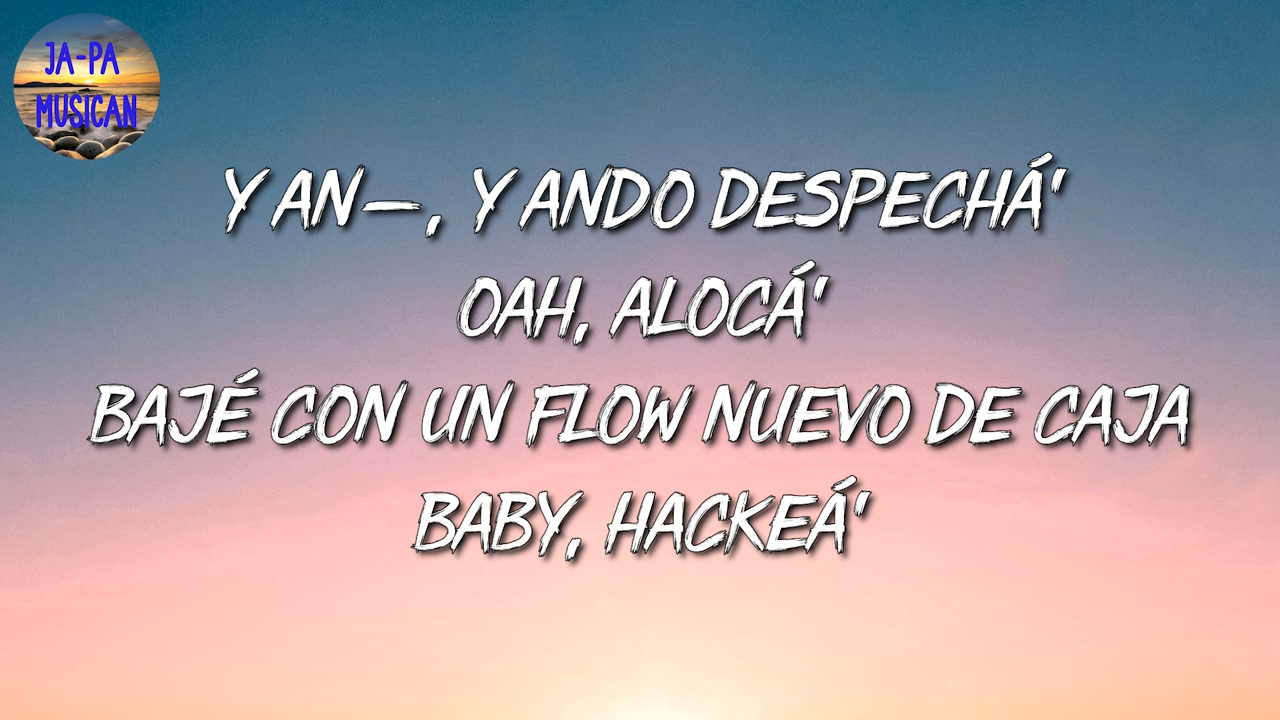 JA-PA
MUSICAN
Y AN–, Y ANDO DESPECHÁ'
OAH, ALOCÁ'
BAJÉ CON UN FLOW NUEVO DE CAJA
BABY, HACKEÁ'